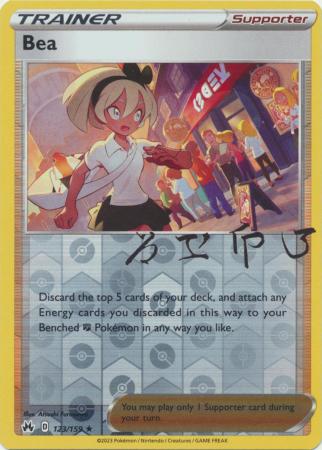 TRAINER
Supporter
Bea
Discard the top 5 cards of your deck, and attach any
Energy cards you discarded in this way to your
Benched Pokémon in any way you like.
You may play only 1 Supporter card during your
turn.
D 123/159 ★
©2023 Pokémon / Nintendo / Creatures / GAME FREAK